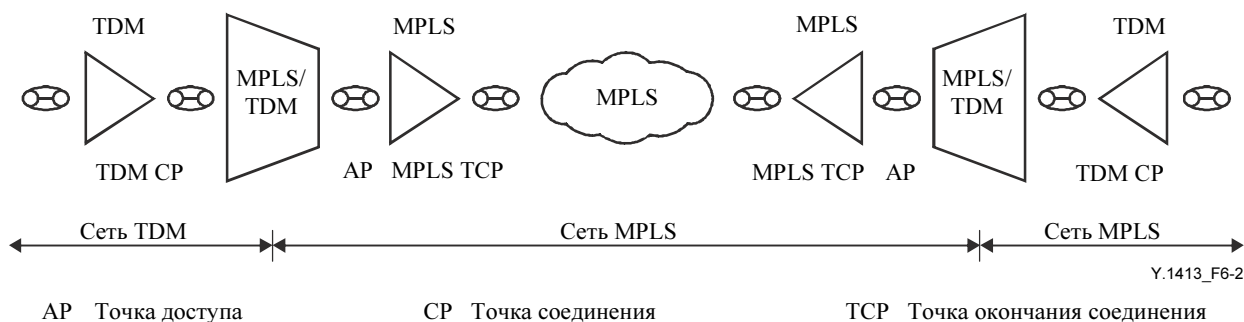 TDM MPLS MPLS TDM
MPLS/
TDM
MPLS
MPLS/
TDM
TDM CP AP MPLS TCP MPLS TCP AP TDM CP
Сеть TDM Сеть MPLS Сеть MPLS
Y.1413_F6-2
AP Точка доступа CP Точка соединения TCP Точка окончания соединения